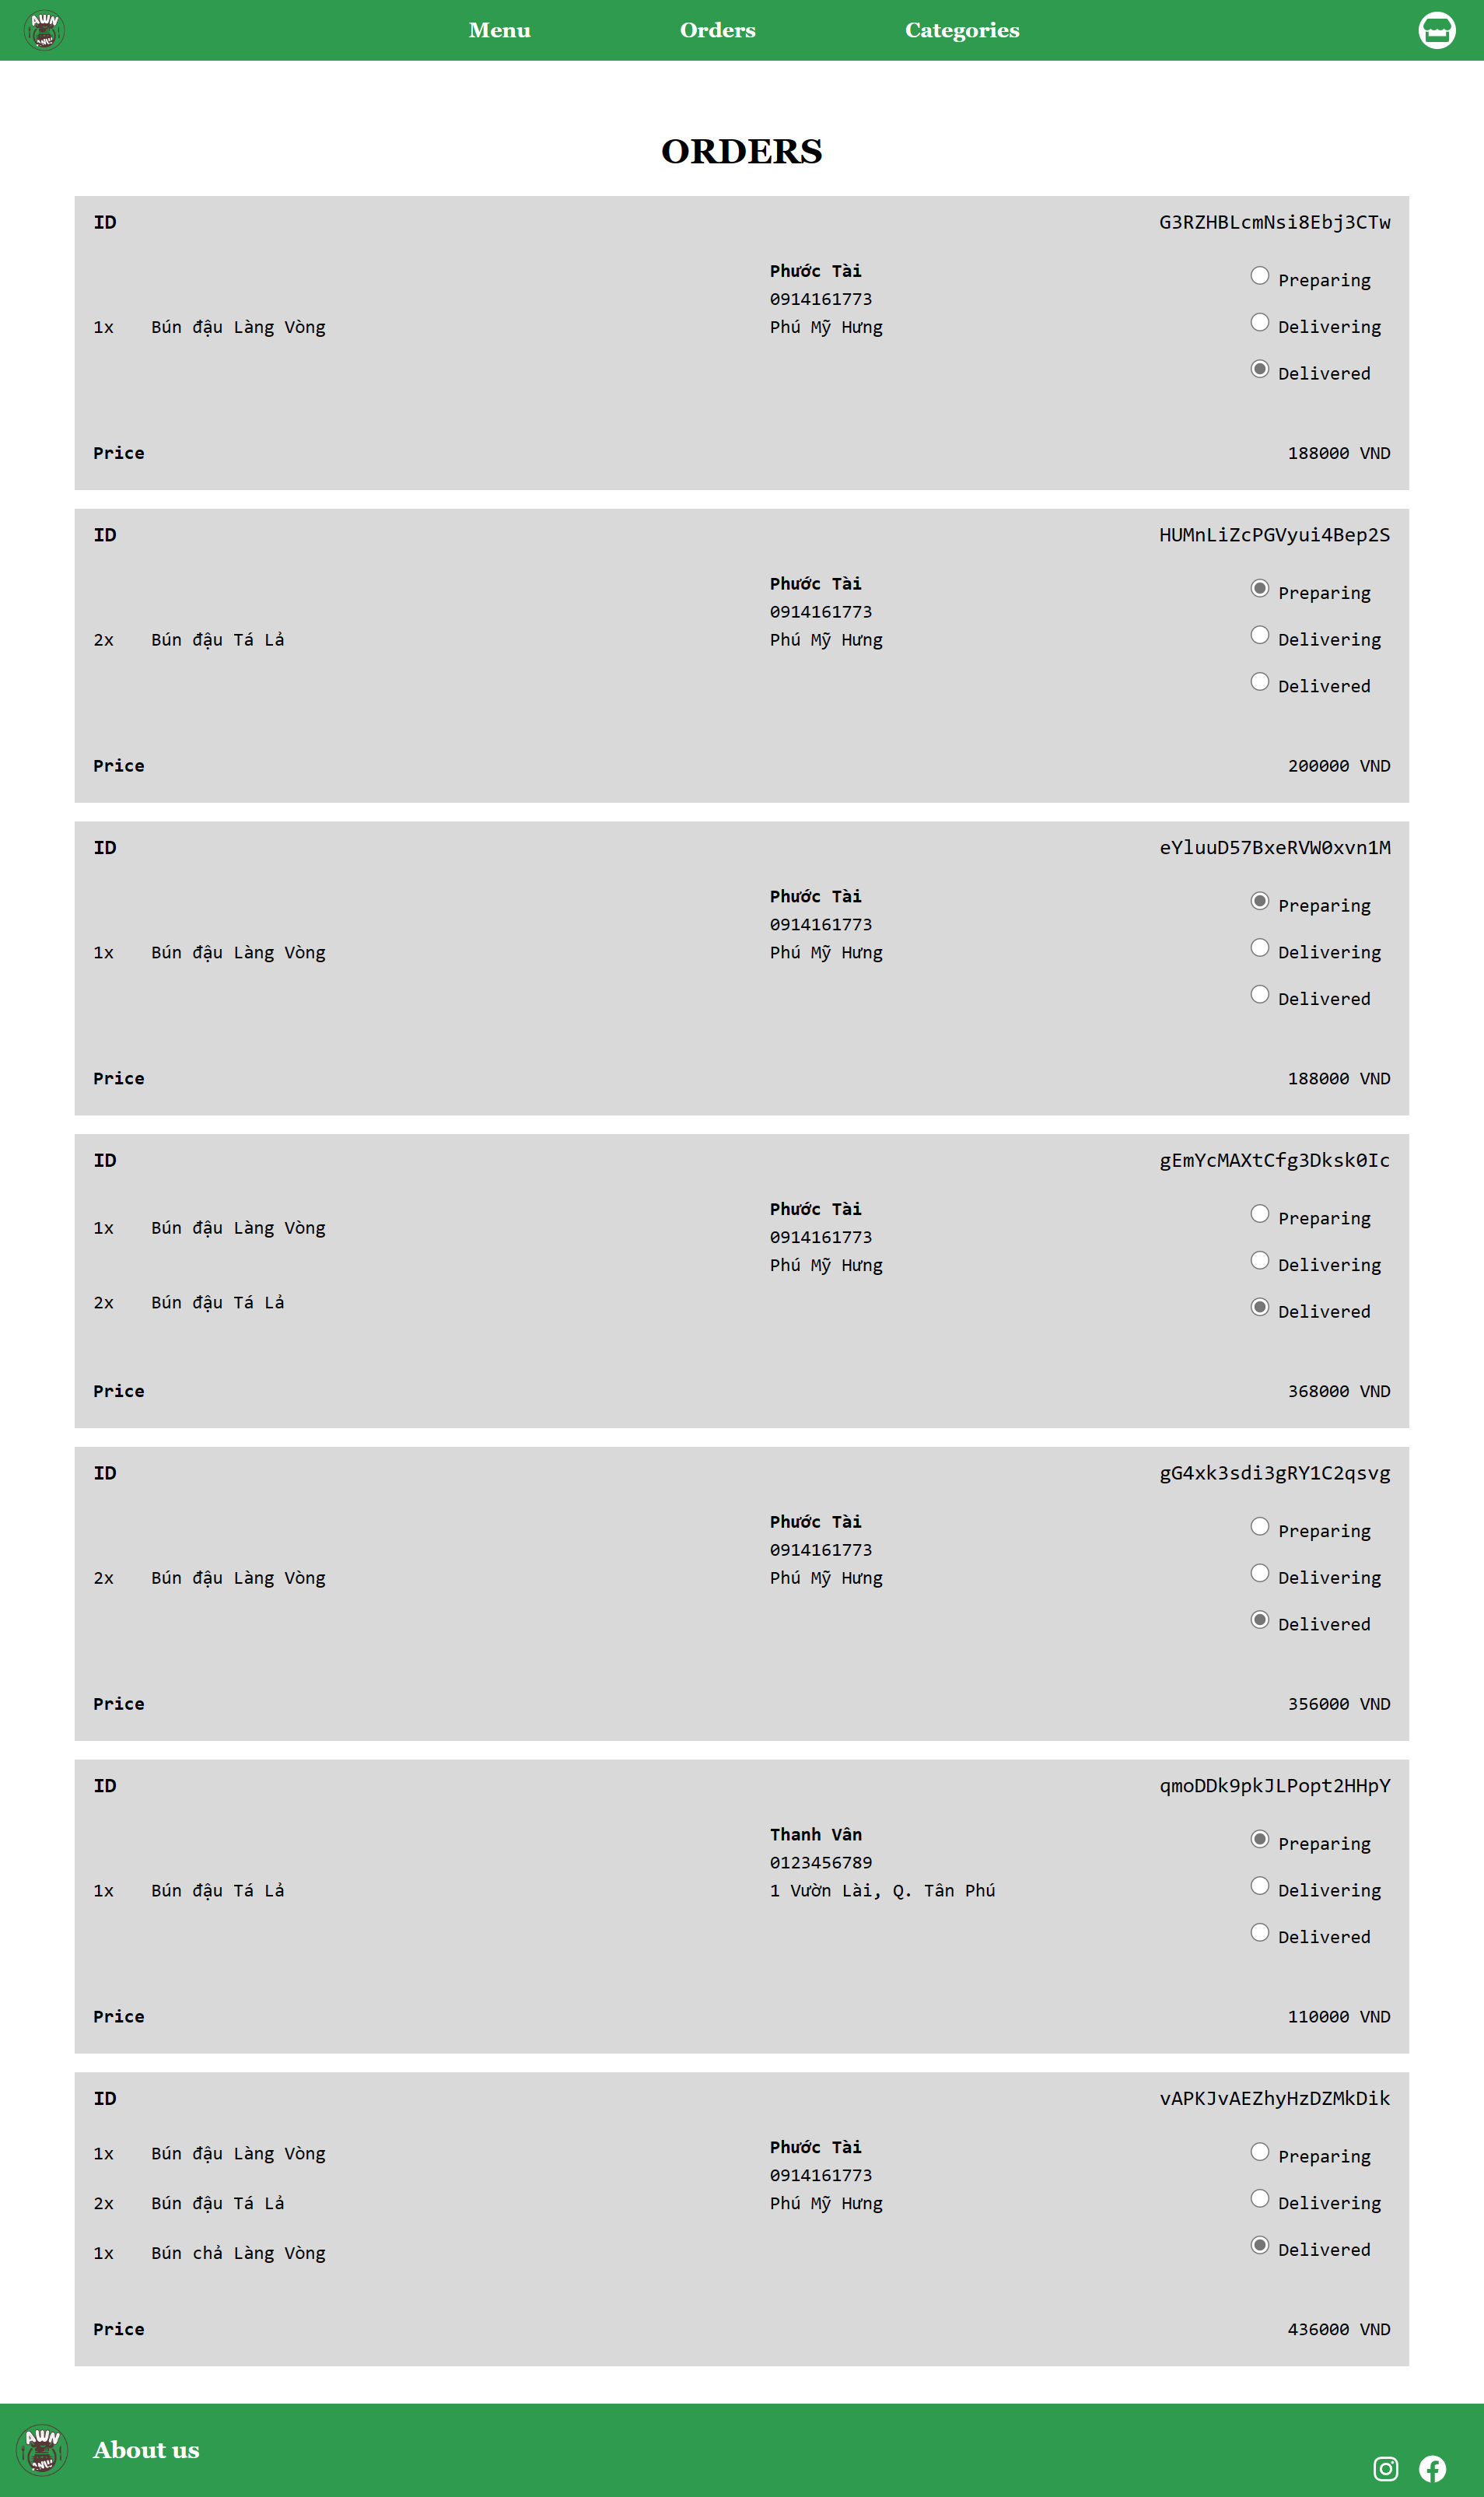 AWN
ANLI
Menu Orders Categories
ORDERS
ID G3RZHBLcmNsi8Ebj3CTw
Phước Tài
0914161773
1x Bún đậu Làng Vòng Phú Mỹ Hưng
Preparing
Delivering
Delivered
Price 188000 VND
ID HUMnLiZcPGVyui4Bep2S
Phước Tài
0914161773
2x Bún đậu Tá Lả Phú Mỹ Hưng
Preparing
Delivering
Delivered
Price 200000 VND
ID eYluuD57BxeRVW0xvn1M
Phước Tài
0914161773
1x Bún đậu Làng Vòng Phú Mỹ Hưng
Preparing
Delivering
Delivered
Price 188000 VND
ID gEmYcMAXtCfg3Dksk0Ic
1x Bún đậu Làng Vòng
2x Bún đậu Tá Lả
Phước Tài
0914161773
Phú Mỹ Hưng
Preparing
Delivering
Delivered
Price 368000 VND
ID gG4xk3sdi3gRY1C2qsvg
Phước Tài
0914161773
2x Bún đậu Làng Vòng Phú Mỹ Hưng
Preparing
Delivering
Delivered
Price 356000 VND
ID qmoDDk9pkJLPopt2HHpY
Thanh Vân
0123456789
1x Bún đậu Tá Lả 1 Vườn Lài, Q. Tân Phú
Preparing
Delivering
Delivered
Price 110000 VND
ID vAPKJvAEZhyHzDZMkDik
1x Bún đậu Làng Vòng
2x Bún đậu Tá Lả
1x Bún chả Làng Vòng
Phước Tài
0914161773
Phú Mỹ Hưng
Preparing
Delivering
Delivered
Price 436000 VND
AWN
ANLI
About us